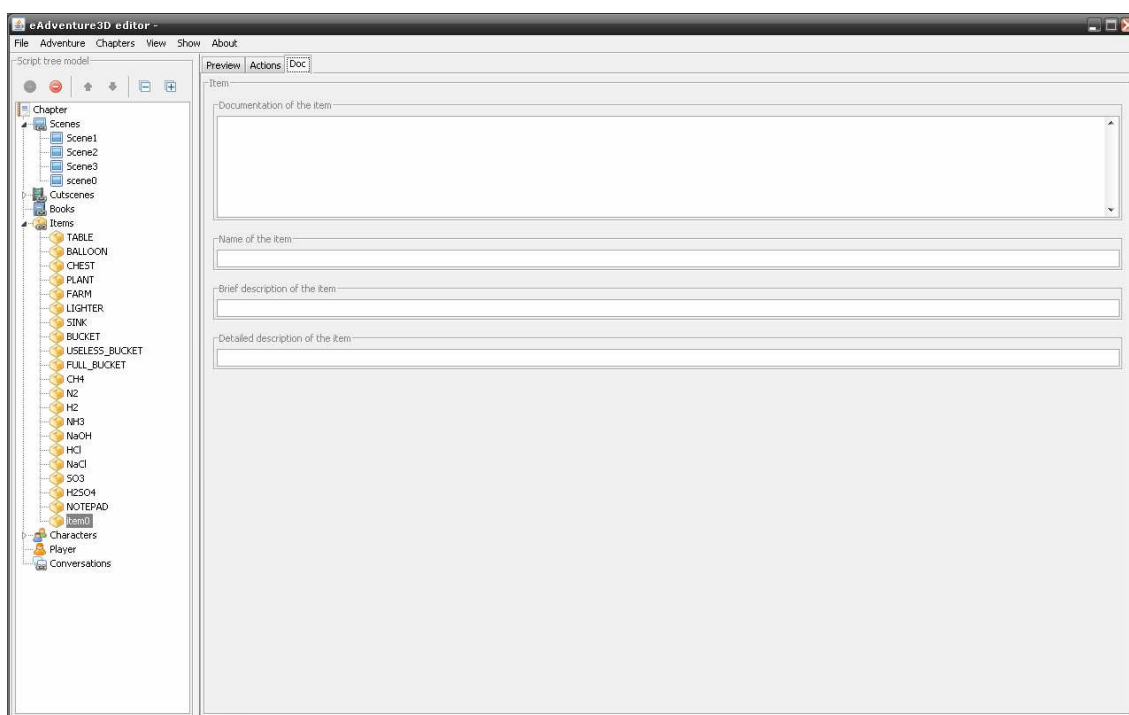 eAdventure3D editor -
File Adventure Chapters View Show About
Script tree model
Chapter
Scenes
Scene1
Scene2
Scene3
scene0
Cutscenes
Books
Items
TABLE
BALLOON
CHEST
PLANT
FARM
LIGHTER
SINK
BUCKET
USELESS_BUCKET
FULL_BUCKET
CH4
N2
H2
NH3
NaOH
HCl
NaCl
SO3
H2SO4
NOTEPAD
item0
Characters
Player
Conversations
Preview Actions Doc
Item
Documentation of the item
Name of the item
Brief description of the item
Detailed description of the item